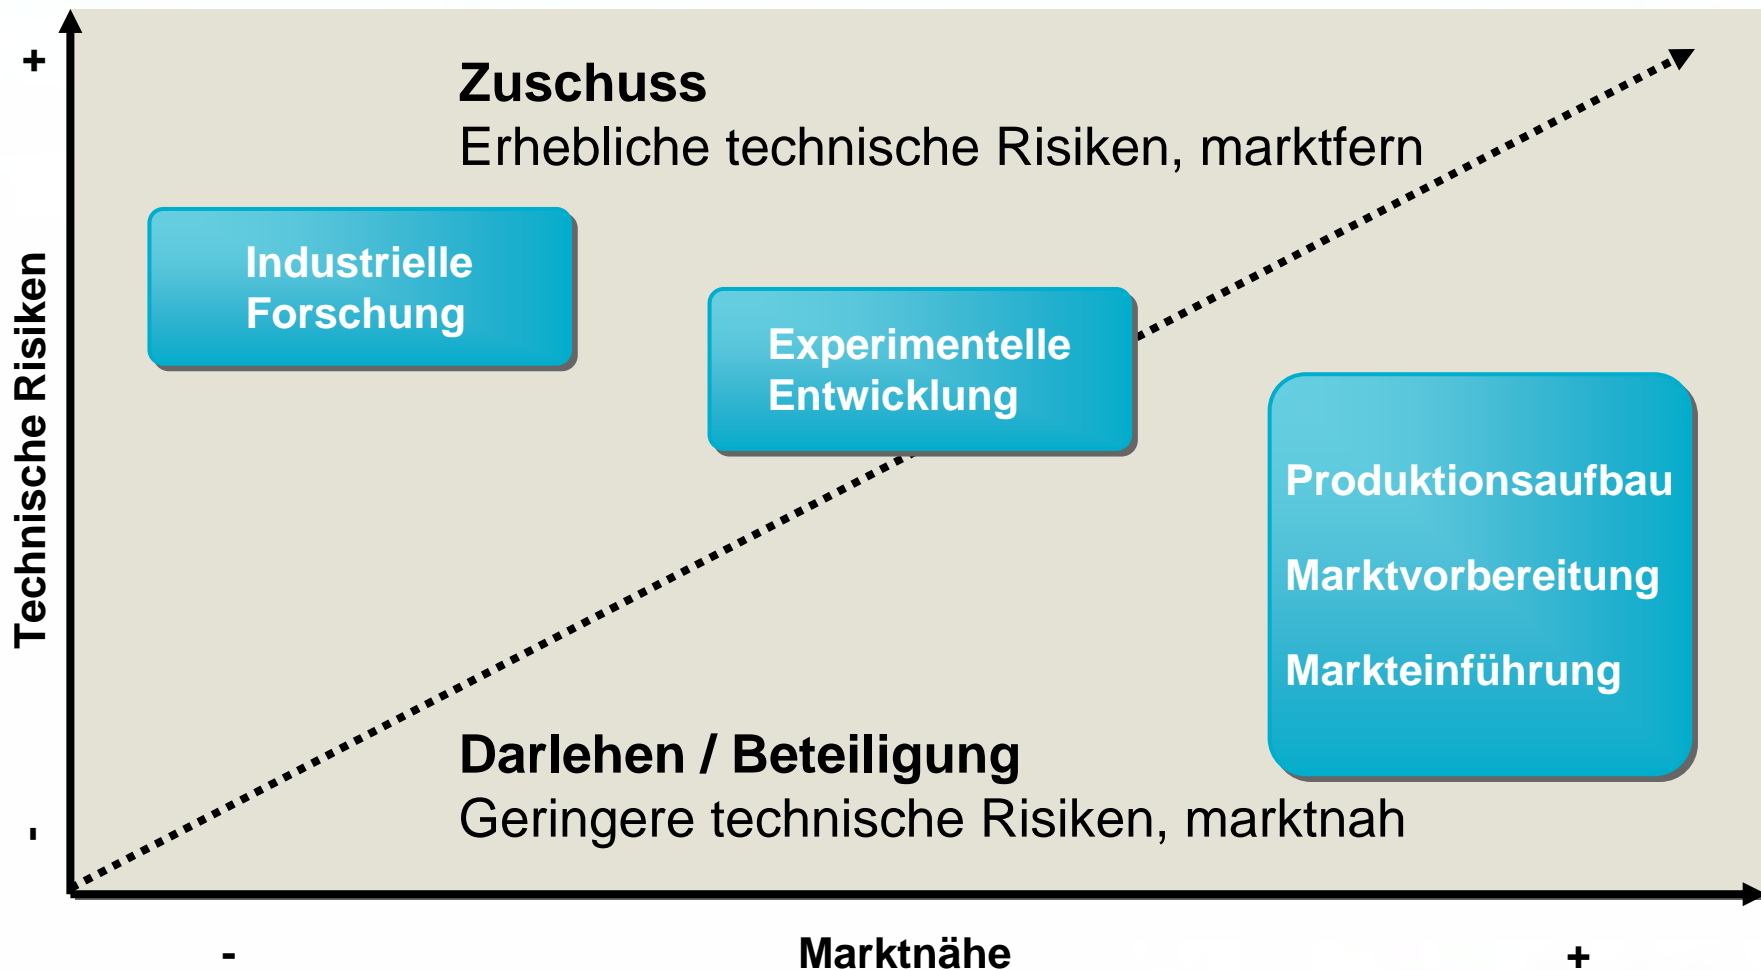 +
Zuschuss
Erhebliche technische Risiken, marktfern
Industrielle
Forschung
Experimentelle
Entwicklung
Technische Risiken
Produktionsaufbau
Marktvorbereitung
Markteinführung
Darlehen / Beteiligung
Geringere technische Risiken, marktnah
-
-
Marktnähe
+